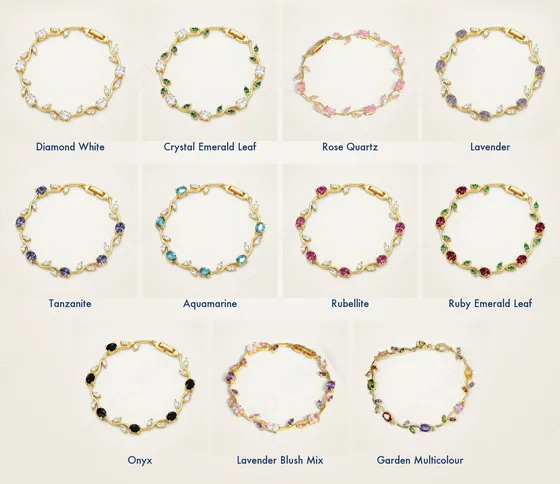 Diamond White
Crystal Emerald Leaf
Rose Quartz
Lavender
Tanzanite
Aquamarine
Rubellite
Ruby Emerald Leaf
Onyx
Lavender Blush Mix
Garden Multicolour